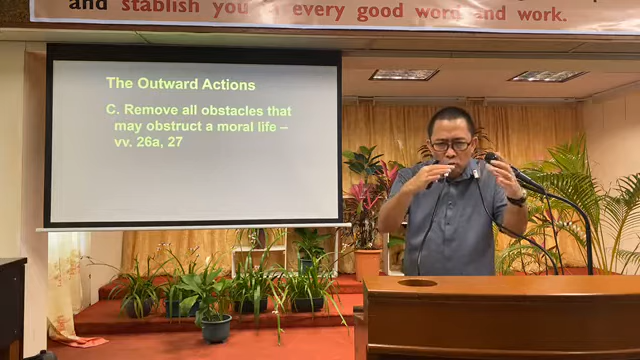 and stablish you in every good word and work.
The Outward Actions
C. Remove all obstacles that
may obstruct a moral life –
vv. 26a, 27